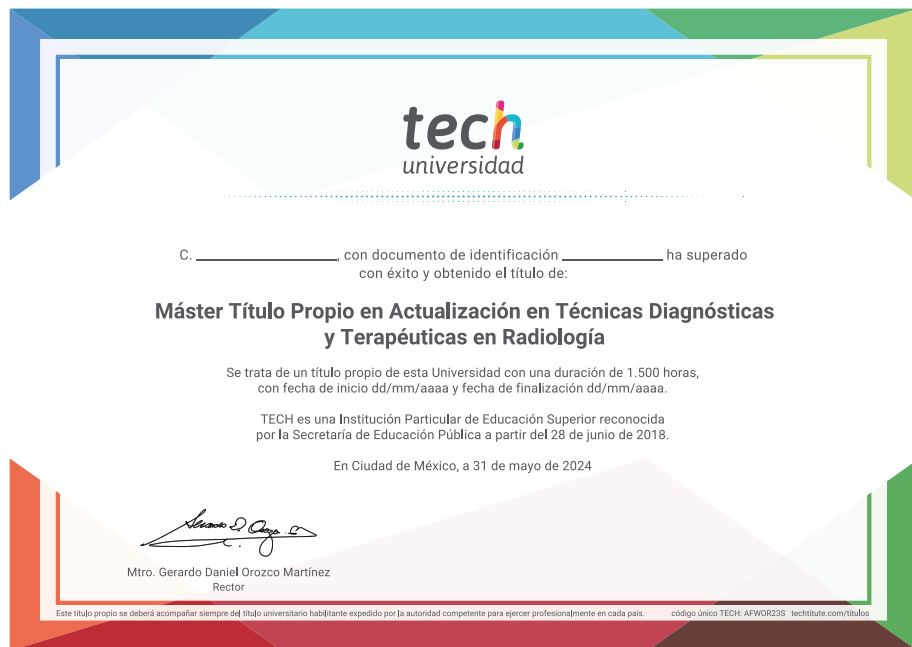 tech
universidad
C. ________________, con documento de identificación ____________ ha superado
con éxito y obtenido el título de:
Máster Título Propio en Actualización en Técnicas Diagnósticas
y Terapéuticas en Radiología
Se trata de un título propio de esta Universidad con una duración de 1.500 horas,
con fecha de inicio dd/mm/aaaa y fecha de finalización dd/mm/aaaa.
TECH es una Institución Particular de Educación Superior reconocida
por la Secretaría de Educación Pública a partir del 28 de junio de 2018.
En Ciudad de México, a 31 de mayo de 2024
Mtro. Gerardo Daniel Orozco Martínez
Rector
Este título propio se deberá acompañar siempre del título universitario habilitante expedido por la autoridad competente para ejercer profesionalmente en cada país. código único TECH: AFWOR23S techtitute.com/titulos